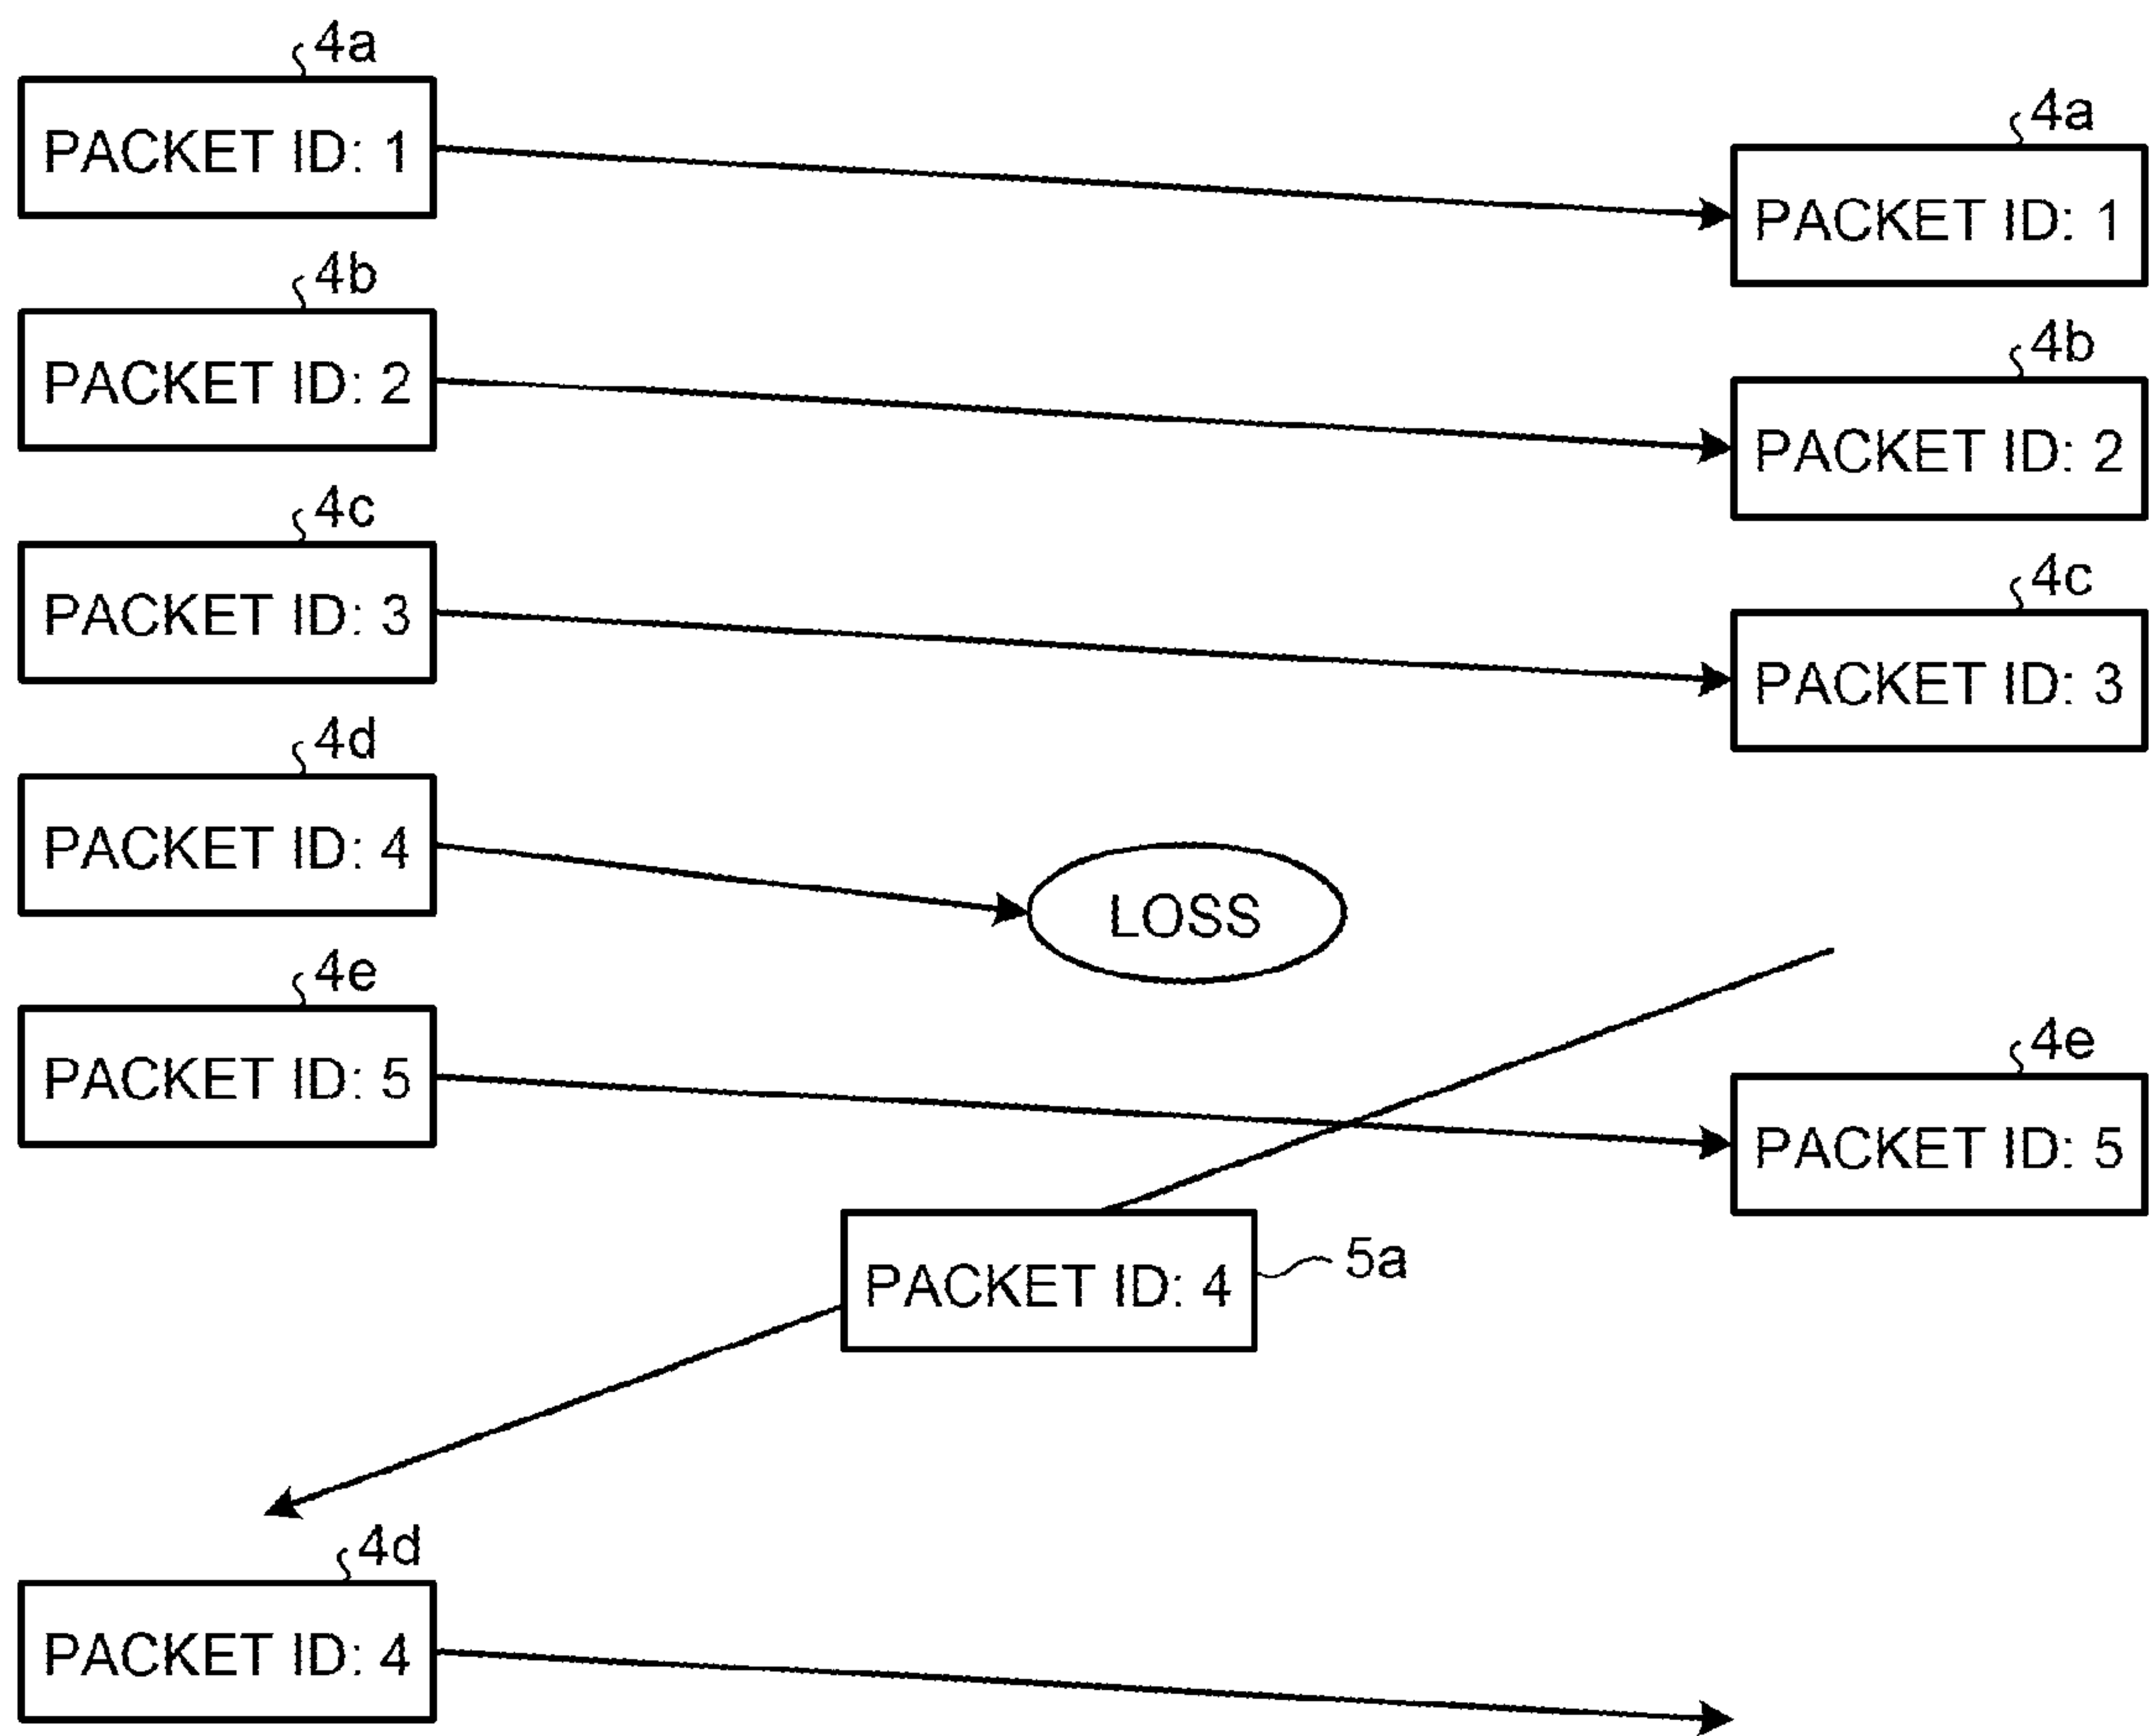 4a
PACKET ID: 1
4a
PACKET ID: 1
4b
PACKET ID: 2
4b
PACKET ID: 2
4c
PACKET ID: 3
4c
PACKET ID: 3
4d
PACKET ID: 4
LOSS
4e
PACKET ID: 5
4e
PACKET ID: 5
PACKET ID: 4
5a
4d
PACKET ID: 4